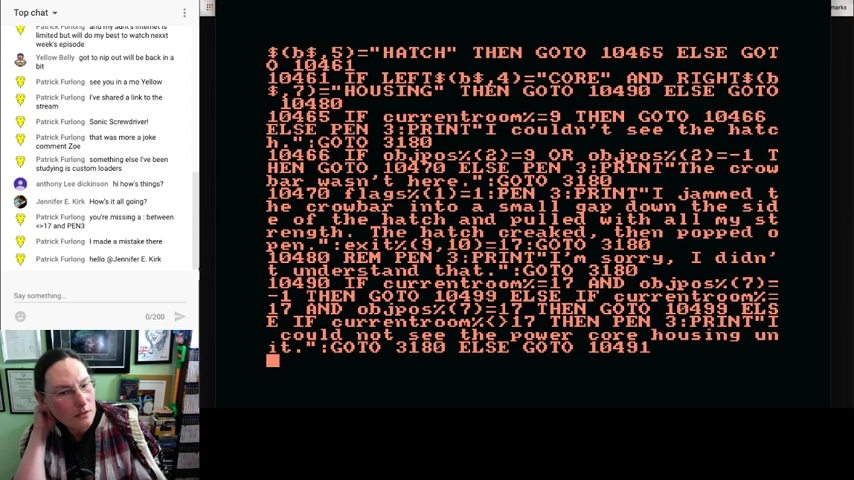 Top chat
Patrick Furlong and my aunt's internet is
limited but will do my best to watch nexxt
week's episode
Yellow Belly got to nip out will be back in a
bit
Patrick Furlong see you in a mo Yellow
Patrick Furlong I've shared a link to the
stream
Patrick Furlong Sonic Screwdriver!
Patrick Furlong that was more a joke
comment Zoe
Patrick Furlong something else I've been
studying is custom loaders
anthony Lee dickinson hi how's things?
Jennifer E. Kirk How's it all going?
Patrick Furlong you're missing a : between
<>17 and PEN3
Patrick Furlong I made a mistake there
Patrick Furlong hello @Jennifer E. Kirk
Say something...
0/200
marks
$(b$,5)="HATCH" THEN GOTO 10465 ELSE GOT
O 10461
10461 IF LEFT$(b$,4)="CORE" AND RIGHT$(b
$,7)="HOUSING" THEN GOTO 10490 ELSE GOTO
10480
10465 IF currentroom%=9 THEN GOTO 10466
ELSE PEN 3:PRINT"I couldn't see the hatc
h.":GOTO 3180
10466 IF objpos%(2)=9 OR objpos%(2)=-1 T
HEN GOTO 10470 ELSE PEN 3:PRINT"The crow
bar wasn't here.":GOTO 3180
10470 flags%(1)=1:PEN 3:PRINT"I jammed t
he crowbar into a small gap down the sid
e of the hatch and pulled with all my st
rength. The hatch creaked, then popped o
pen.":exit%(9,10)=17:GOTO 3180
10480 REM PEN 3:PRINT"I'm sorry, I didn'
t understand that.":GOTO 3180
10490 IF currentroom%=17 AND objpos%(7)=
-1 THEN GOTO 10499 ELSE IF currentroom%=
17 AND objpos%(7)=17 THEN GOTO 10499 ELS
E IF currentroom%<>17 THEN PEN 3:PRINT"I
could not see the power core housing un
it.":GOTO 3180 ELSE GOTO 10491